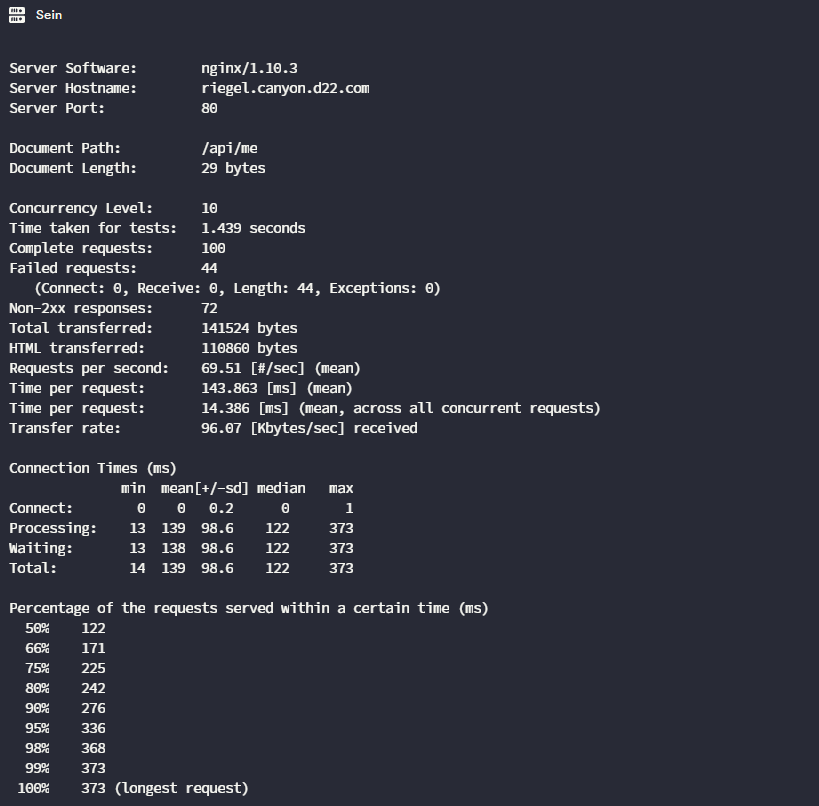 Sein
Server Software:        nginx/1.10.3
Server Hostname:        riegel.canyon.d22.com
Server Port:            80
Document Path:          /api/me
Document Length:        29 bytes
Concurrency Level:      10
Time taken for tests:   1.439 seconds
Complete requests:      100
Failed requests:        44
   (Connect: 0, Receive: 0, Length: 44, Exceptions: 0)
Non-2xx responses:      72
Total transferred:      141524 bytes
HTML transferred:       110860 bytes
Requests per second:    69.51 [#/sec] (mean)
Time per request:       143.863 [ms] (mean)
Time per request:       14.386 [ms] (mean, across all concurrent requests)
Transfer rate:          96.07 [Kbytes/sec] received
Connection Times (ms)
              min  mean[+/-sd] median   max
Connect:        0    0   0.2      0       1
Processing:    13  139  98.6    122     373
Waiting:       13  138  98.6    122     373
Total:         14  139  98.6    122     373
Percentage of the requests served within a certain time (ms)
  50%    122
  66%    171
  75%    225
  80%    242
  90%    276
  95%    336
  98%    368
  99%    373
 100%    373 (longest request)